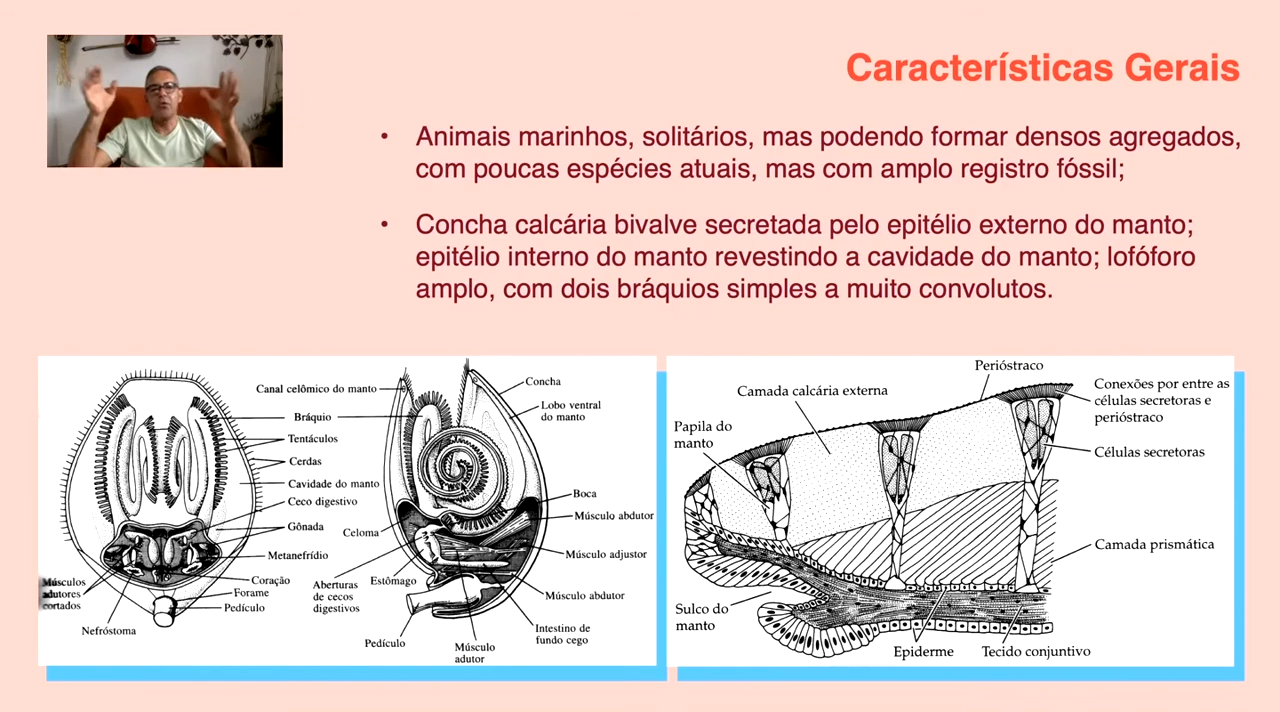 Características Gerais
• Animais marinhos, solitários, mas podendo formar densos agregados,
com poucas espécies atuais, mas com amplo registro fóssil;
• Concha calcária bivalve secretada pelo epitélio externo do manto;
epitélio interno do manto revestindo a cavidade do manto; lofóforo
amplo, com dois bráquios simples a muito convolutos.
Canal celômico do manto
Bráquio
Tentáculos
Cerdas
Cavidade do manto
Ceco digestivo
Gônada
Metanefrídio
Coração
Forame
Pedículo
Músculos
adutores
cortados
Nefróstoma
Concha
Lobo ventral
do manto
Boca
Músculo abdutor
Músculo adjustor
Músculo abdutor
Intestino de
fundo cego
Músculo
adutor
Pedículo
Aberturas
de cecos
digestivos
Estômago
Celoma
Perióstraco
Camada calcária externa
Papila do
manto
Conexões por entre as
células secretoras e
perióstraco
Células secretoras
Camada prismática
Sulco do
manto
Epiderme
Tecido conjuntivo